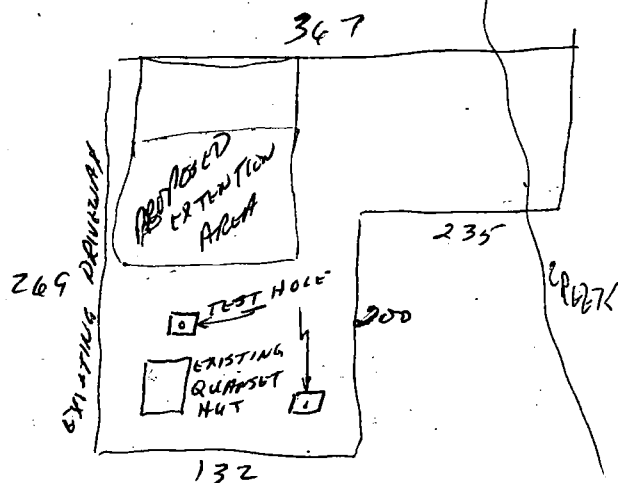 367
PROPOSED
EXTENTION
AREA
235
269
EXISTING DRIVEWAY
CREEK
TEST HOLE
200
EXISTING
QUANSET
HUT
132